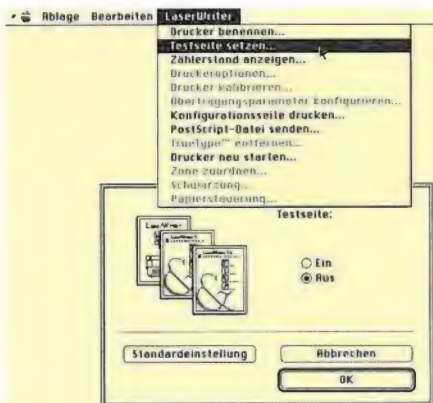 Ablage Bearbeiten LaserWriter
Drucker benennen...
Testseite setzen...
Zählerstand anzeigen...
Druckeroptionen...
Drucker kalibrieren...
Übertragungsparameter konfigurieren...
Konfigurationsseite drucken...
PostScript-Datei senden...
TrueType™ entfernen...
Drucker neu starten...
Zone zuordnen...
Schwärzung...
Papiersteuerung...
Testseite:
Ein
Aus
Standardeinstellung
Abbrechen
OK